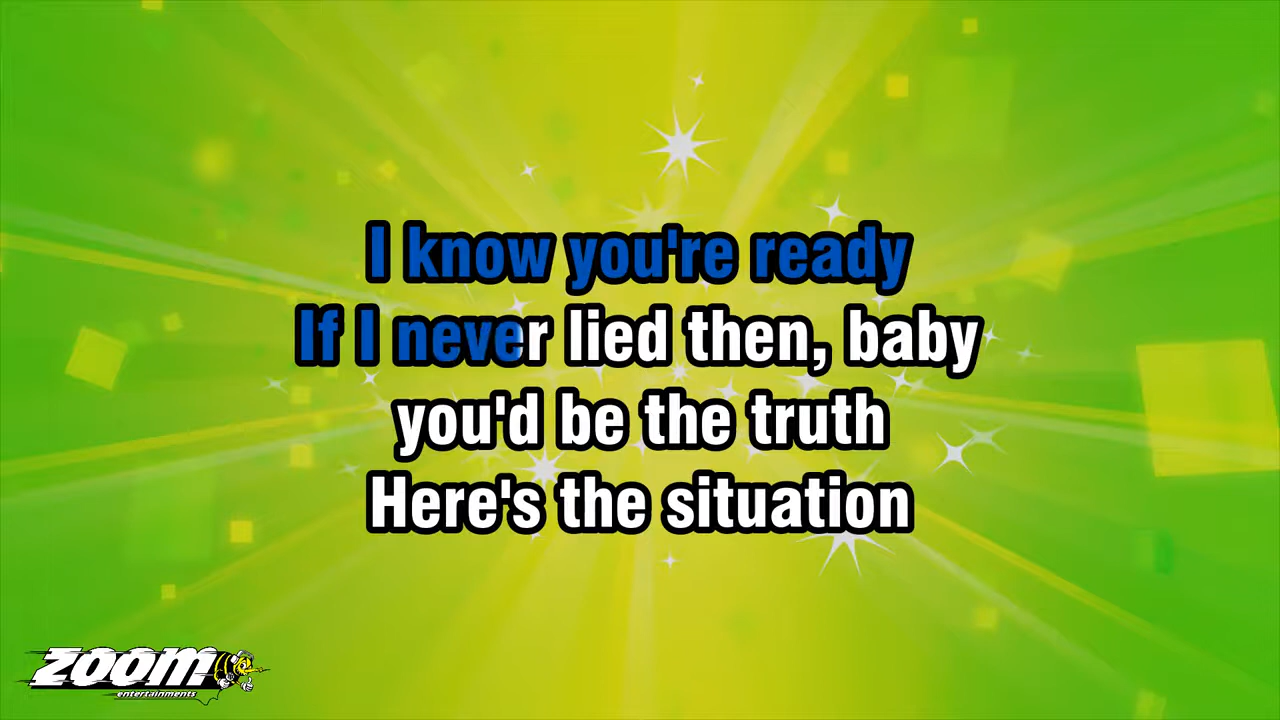 I know you're ready
If I never lied then, baby
you'd be the truth
Here's the situation
ZOOM
entertainments